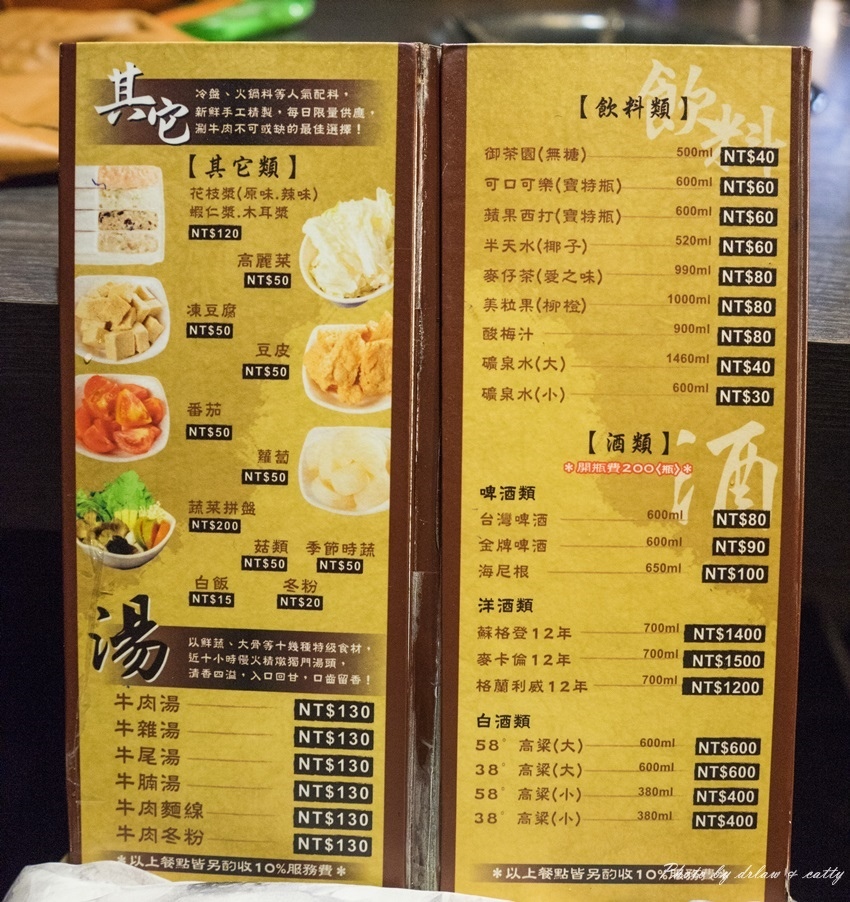 其它
冷盤、火鍋料等人氣配料，
新鮮手工精製，每日限量供應，
涮牛肉不可或缺的最佳選擇！
【其它類】
花枝漿(原味.辣味)
蝦仁漿.木耳漿
NT$120
高麗菜
NT$50
凍豆腐
NT$50
豆皮
NT$50
番茄
NT$50
蘿蔔
NT$50
蔬菜拼盤
NT$200
菇類 季節時蔬
NT$50 NT$50
白飯 冬粉
NT$15 NT$20
湯
以鮮蔬、大骨等十幾種特級食材，
近十小時慢火精燉獨門湯頭，
清香四溢，入口回甘，口齒留香！
牛肉湯 NT$130
牛雜湯 NT$130
牛尾湯 NT$130
牛腩湯 NT$130
牛肉麵線 NT$130
牛肉冬粉 NT$130
＊以上餐點皆另酌收10%服務費＊
飲料
【飲料類】
御茶園(無糖) 500ml NT$40
可口可樂(寶特瓶) 600ml NT$60
蘋果西打(寶特瓶) 600ml NT$60
半天水(椰子) 520ml NT$60
麥仔茶(愛之味) 990ml NT$80
美粒果(柳橙) 1000ml NT$80
酸梅汁 900ml NT$80
礦泉水(大) 1460ml NT$40
礦泉水(小) 600ml NT$30
酒
【酒類】
＊開瓶費200(瓶)＊
啤酒類
台灣啤酒 600ml NT$80
金牌啤酒 600ml NT$90
海尼根 650ml NT$100
洋酒類
蘇格登12年 700ml NT$1400
麥卡倫12年 700ml NT$1500
格蘭利威12年 700ml NT$1200
白酒類
58°高粱(大) 600ml NT$600
38°高粱(大) 600ml NT$600
58°高粱(小) 380ml NT$400
38°高粱(小) 380ml NT$400
＊以上餐點皆另酌收10%服務費＊
Photo by drlaw & catty